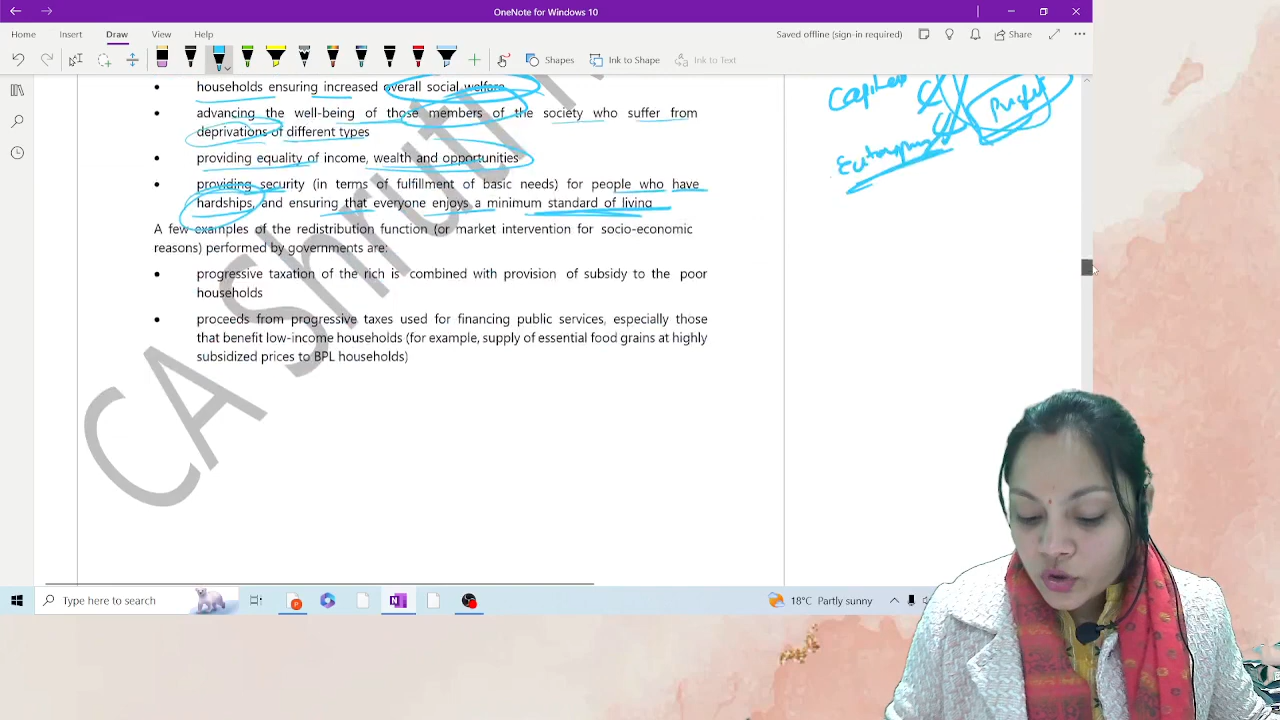 OneNote for Windows 10
Home Insert Draw View Help Saved offline (sign-in required) Share
Shapes Ink to Shape Ink to Text
households ensuring increased overall social welfare
• advancing the well-being of those members of the society who suffer from
deprivations of different types
• providing equality of income, wealth and opportunities
• providing security (in terms of fulfillment of basic needs) for people who have
hardships, and ensuring that everyone enjoys a minimum standard of living
A few examples of the redistribution function (or market intervention for socio-economic
reasons) performed by governments are:
• progressive taxation of the rich is combined with provision of subsidy to the poor
households
• proceeds from progressive taxes used for financing public services, especially those
that benefit low-income households (for example, supply of essential food grains at highly
subsidized prices to BPL households)
CA Shruti
Type here to search
18°C Partly sunny